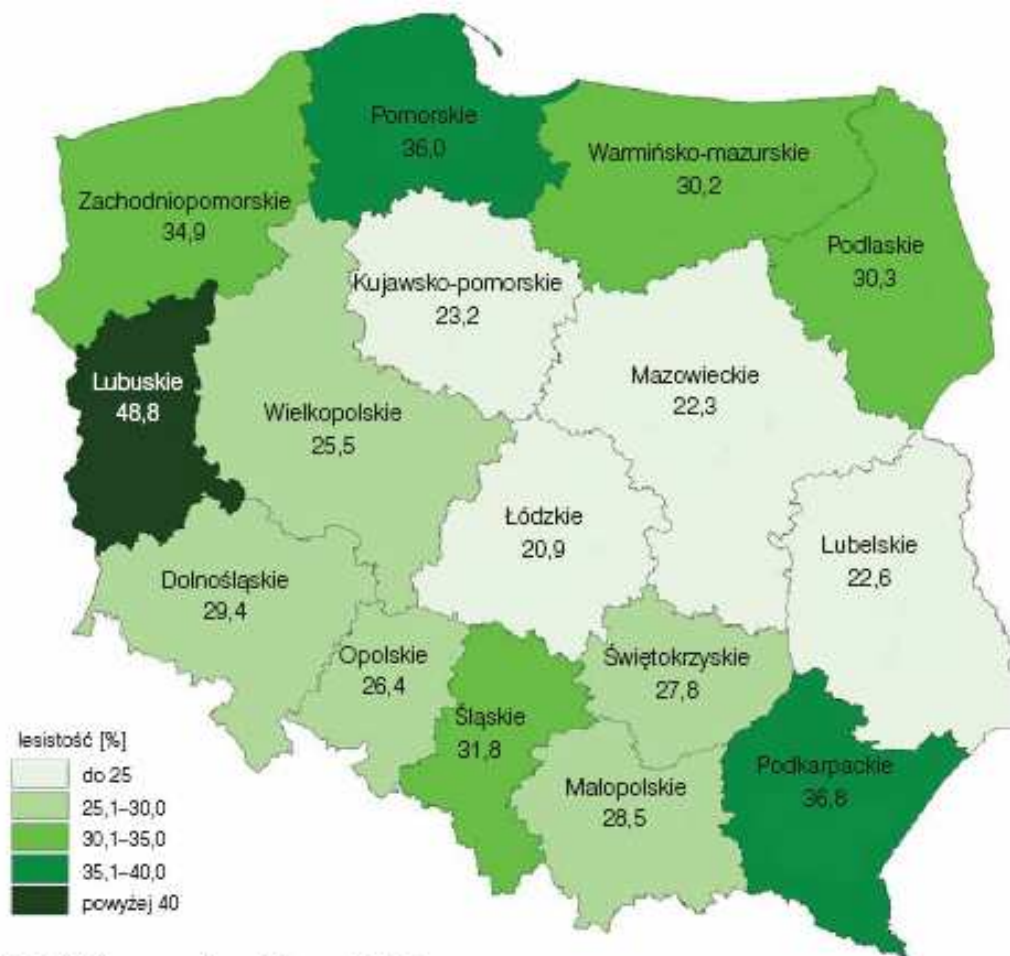 Pomorskie
36,0
Warmińsko-mazurskie
30,2
Zachodniopomorskie
34,9
Podlaskie
30,3
Kujawsko-pomorskie
23,2
Lubuskie
48,8
Mazowieckie
22,3
Wielkopolskie
25,5
Łódzkie
20,9
Lubelskie
22,6
Dolnośląskie
29,4
Opolskie
26,4
Świętokrzyskie
27,8
Śląskie
31,8
Małopolskie
28,5
Podkarpackie
36,8
lesistość [%]
do 25
25,1–30,0
30,1–35,0
35,1–40,0
powyżej 40